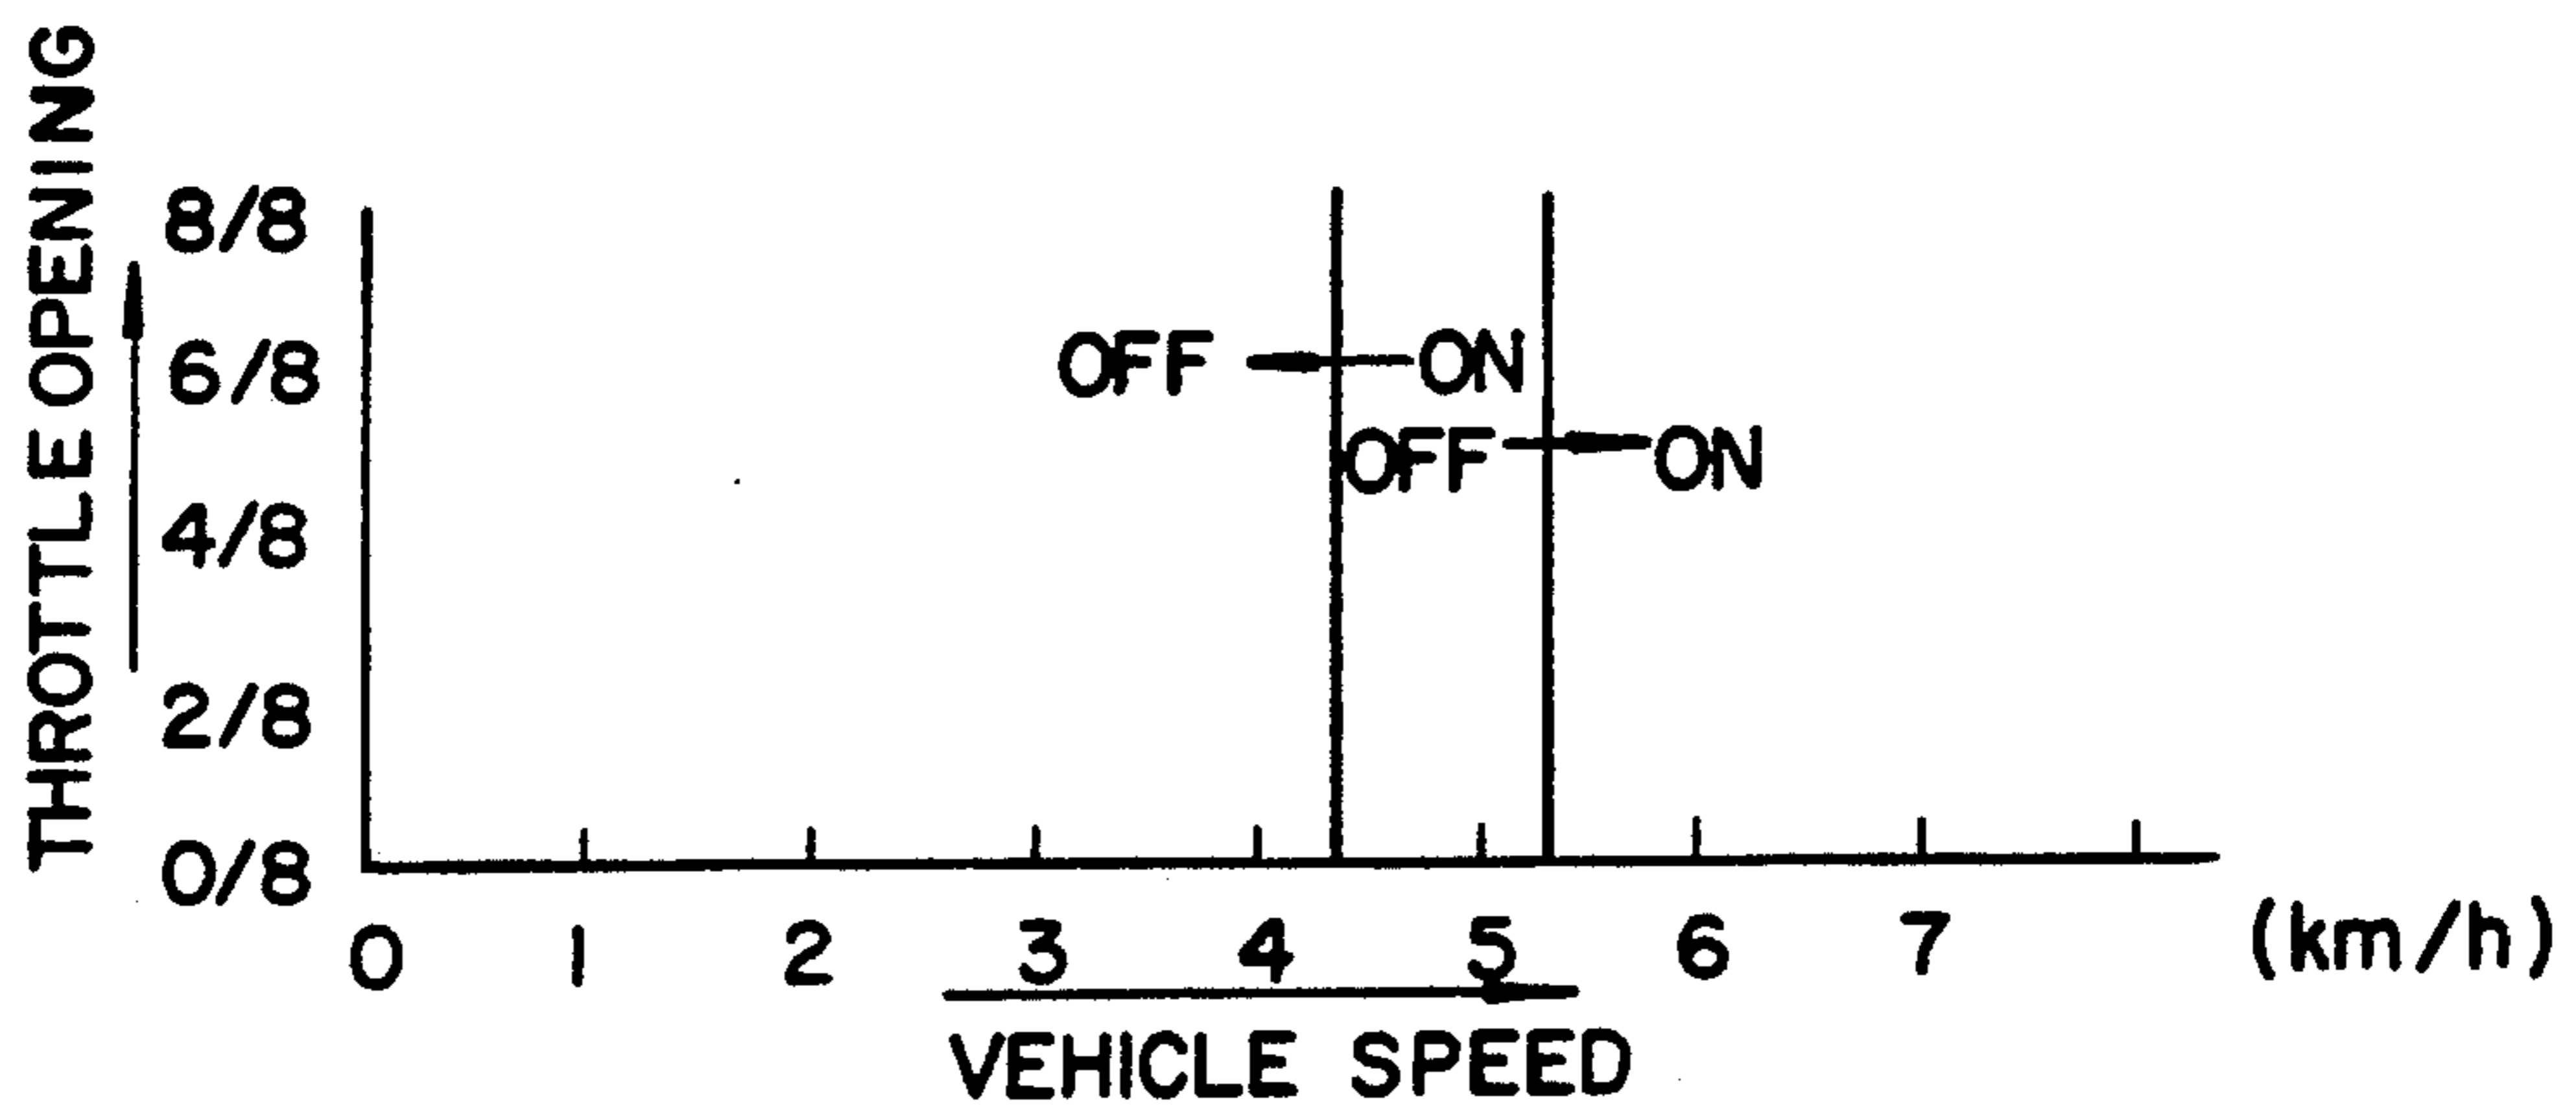 THROTTLE OPENING
8/8
6/8
4/8
2/8
0/8
OFF ON
OFF ON
0 1 2 3 4 5 6 7 (km/h)
VEHICLE SPEED